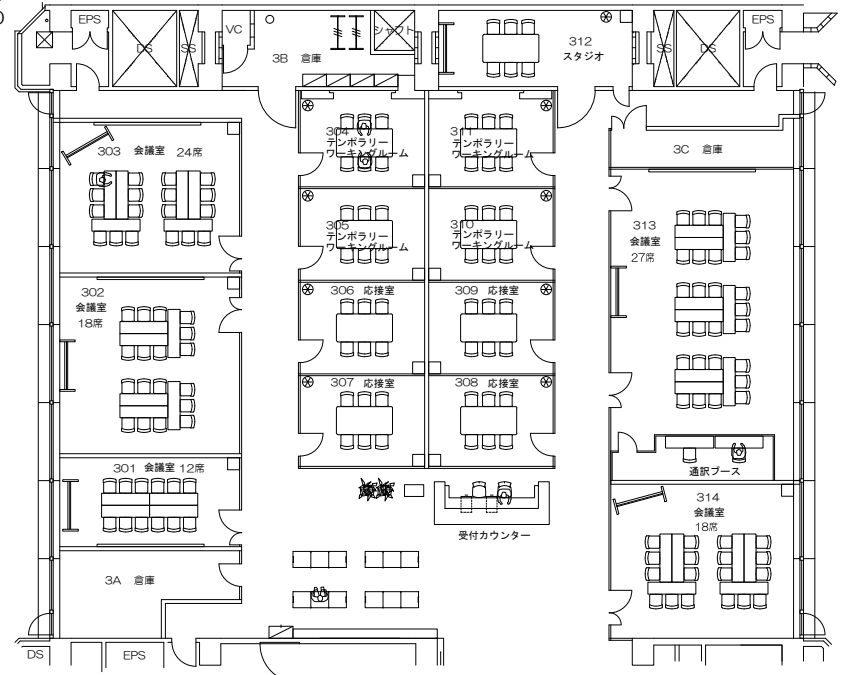 EPS
DS
SS
VC
3B 倉庫
シャフト
312
スタジオ
SS
DS
EPS
303 会議室 24席
304
テンポラリー
ワーキングルーム
311
テンポラリー
ワーキングルーム
3C 倉庫
305
テンポラリー
ワーキングルーム
310
テンポラリー
ワーキングルーム
313
会議室
27席
302
会議室
18席
306 応接室
309 応接室
307 応接室
308 応接室
301 会議室 12席
通訳ブース
314
会議室
18席
受付カウンター
3A 倉庫
DS
EPS